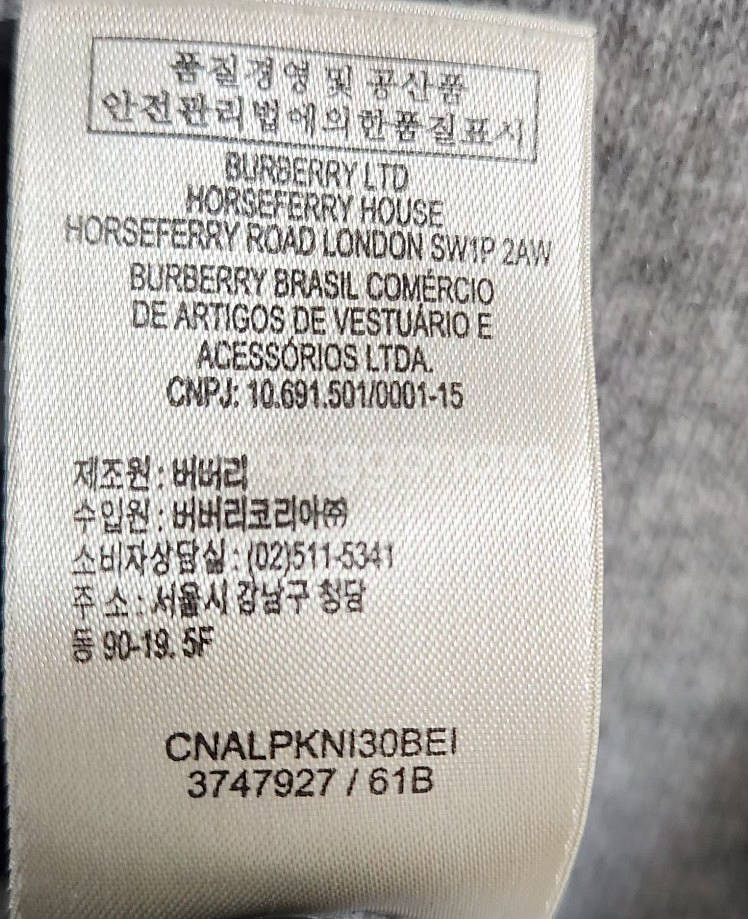 품질경영 및 공산품
안전관리법에의한품질표시
BURBERRY LTD
HORSEFERRY HOUSE
HORSEFERRY ROAD LONDON SW1P 2AW
BURBERRY BRASIL COMÉRCIO
DE ARTIGOS DE VESTUÁRIO E
ACESSÓRIOS LTDA.
CNPJ: 10.691.501/0001-15
제조원 : 버버리
수입원 : 버버리코리아㈜
소비자상담실 : (02)511-5341
주 소 : 서울시 강남구 청담
동 90-19. 5F
CNALPKNI30BEI
3747927 / 61B